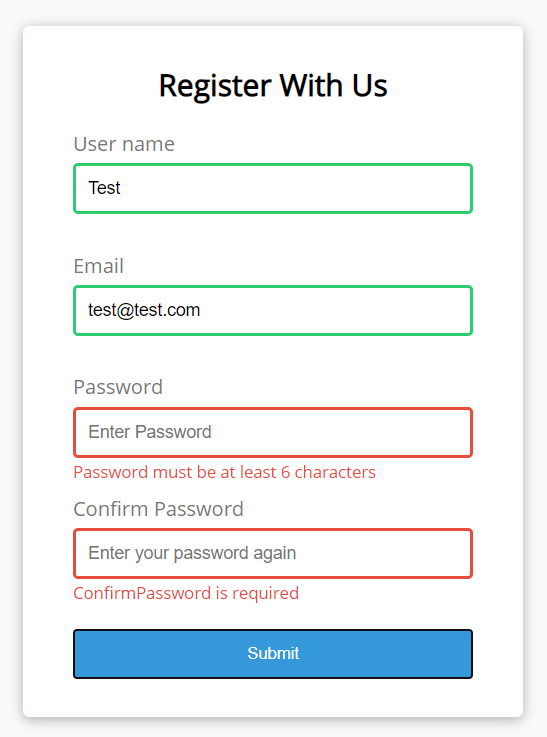 Register With Us
User name
Test
Email
test@test.com
Password
Enter Password
Password must be at least 6 characters
Confirm Password
Enter your password again
ConfirmPassword is required
Submit